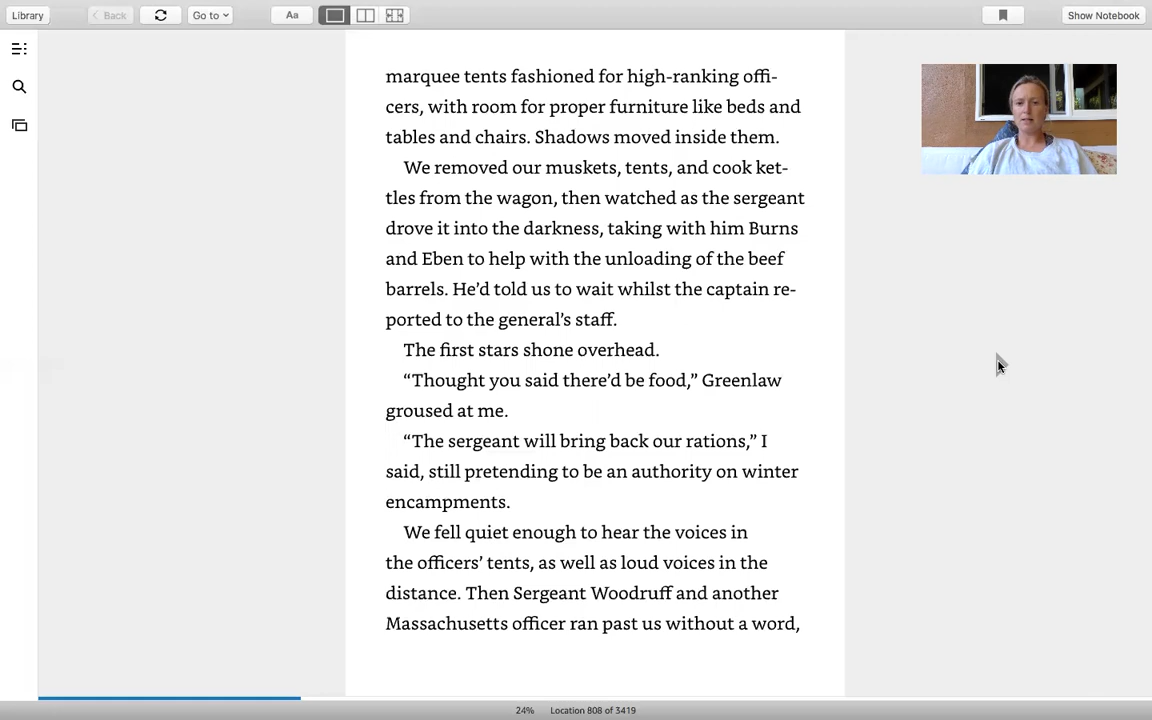 Library
Back
Go to
Aa
Show Notebook
marquee tents fashioned for high-ranking offi-
cers, with room for proper furniture like beds and
tables and chairs. Shadows moved inside them.
We removed our muskets, tents, and cook ket-
tles from the wagon, then watched as the sergeant
drove it into the darkness, taking with him Burns
and Eben to help with the unloading of the beef
barrels. He’d told us to wait whilst the captain re-
ported to the general’s staff.
The first stars shone overhead.
“Thought you said there’d be food,” Greenlaw
groused at me.
“The sergeant will bring back our rations,” I
said, still pretending to be an authority on winter
encampments.
We fell quiet enough to hear the voices in
the officers’ tents, as well as loud voices in the
distance. Then Sergeant Woodruff and another
Massachusetts officer ran past us without a word,
24% Location 808 of 3419